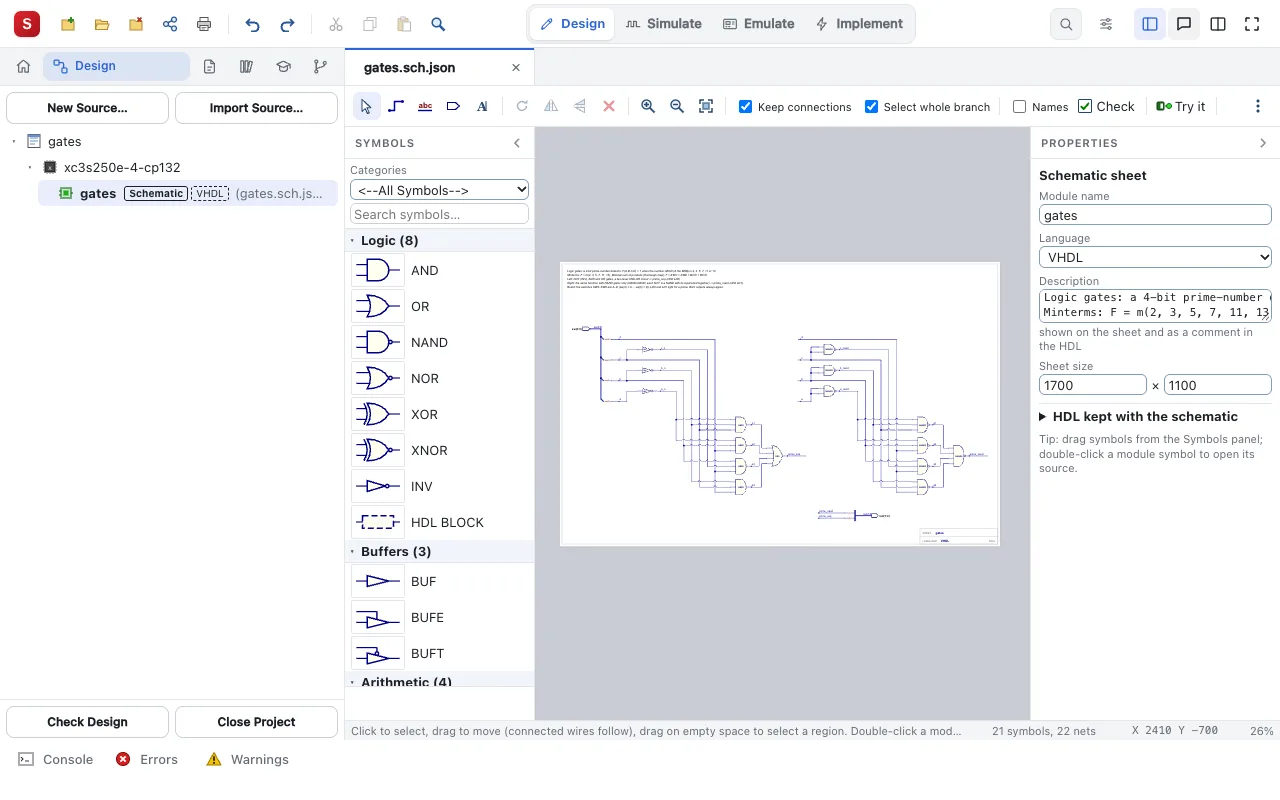 S
Design
Simulate
Emulate
Implement
Design
gates.sch.json
New Source...
Import Source...
abc
A
Keep connections
Select whole branch
Names
Check
Try it
gates
xc3s250e-4-cp132
gates
Schematic
VHDL
(gates.sch.js...
SYMBOLS
Categories
<--All Symbols-->
Search symbols...
Logic (8)
AND
OR
NAND
NOR
XOR
XNOR
INV
HDL BLOCK
Buffers (3)
BUF
BUFE
BUFT
Arithmetic (4)
PROPERTIES
Schematic sheet
Module name
gates
Language
VHDL
Description
Logic gates: a 4-bit prime-number
Minterms: F = m(2, 3, 5, 7, 11, 13
shown on the sheet and as a comment in
the HDL
Sheet size
1700 × 1100
HDL kept with the schematic
Tip: drag symbols from the Symbols panel;
double-click a module symbol to open its
source.
Check Design
Close Project
Click to select, drag to move (connected wires follow), drag on empty space to select a region. Double-click a mod...
21 symbols, 22 nets
X 2410 Y -700
26%
Console
Errors
Warnings